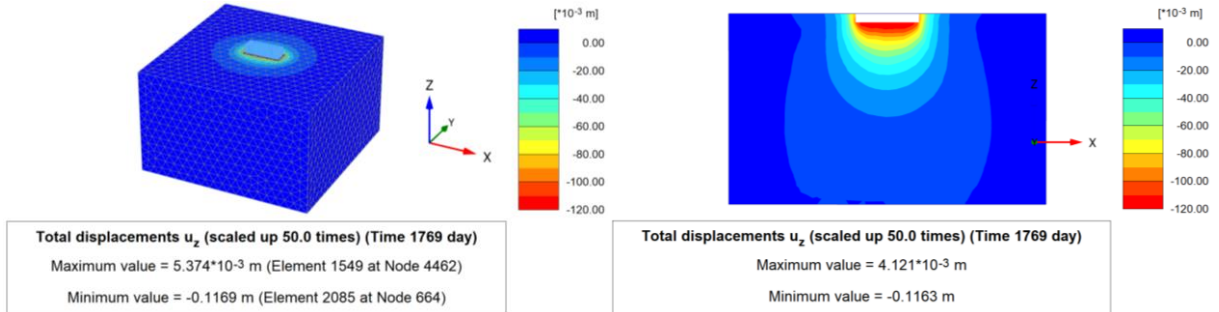 [*10-3 m]
0.00
-20.00
-40.00
-60.00
-80.00
-100.00
-120.00
Z
Y
X
Total displacements uz (scaled up 50.0 times) (Time 1769 day)
Maximum value = 5.374*10-3 m (Element 1549 at Node 4462)
Minimum value = -0.1169 m (Element 2085 at Node 664)
[*10-3 m]
0.00
-20.00
-40.00
-60.00
-80.00
-100.00
-120.00
Z
X
Total displacements uz (scaled up 50.0 times) (Time 1769 day)
Maximum value = 4.121*10-3 m
Minimum value = -0.1163 m